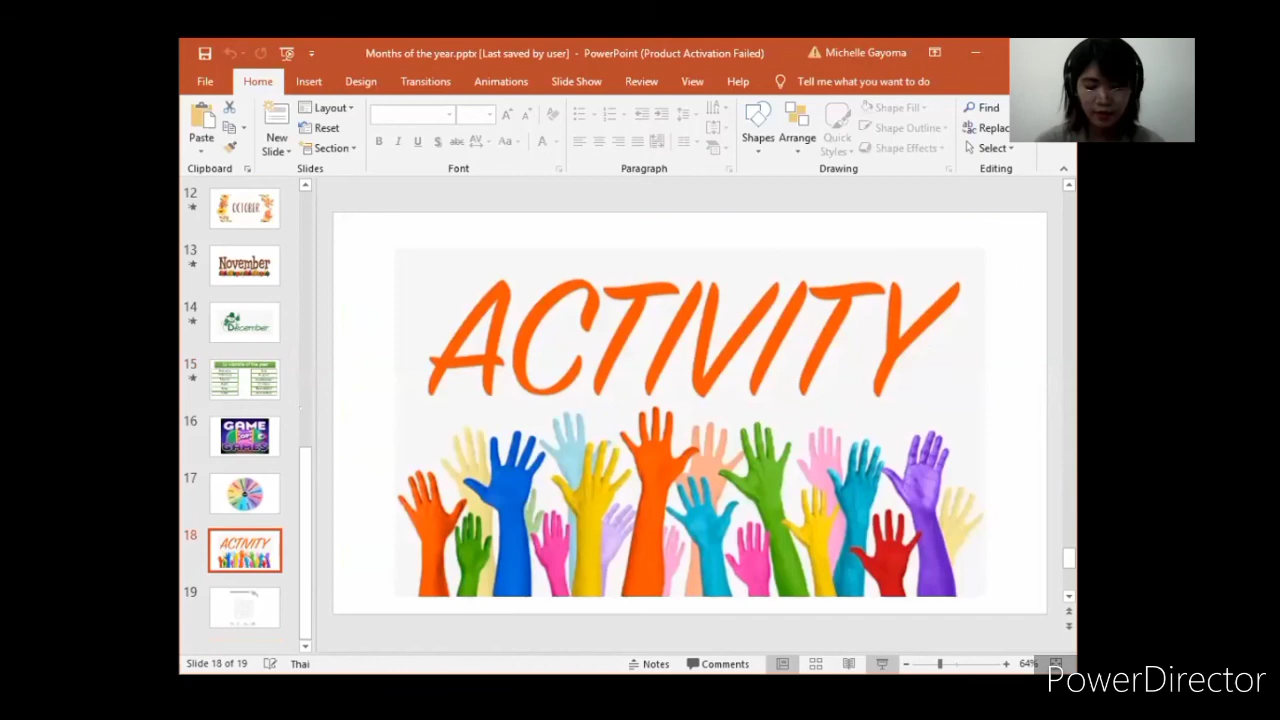 Months of the year.pptx [Last saved by user] - PowerPoint (Product Activation Failed)
Michelle Gayoma
File Home Insert Design Transitions Animations Slide Show Review View Help Tell me what you want to do
Paste
New
Slide
Layout
Reset
Section
Shapes
Arrange
Quick
Styles
Shape Fill
Shape Outline
Shape Effects
Find
Replac
Select
Clipboard Slides Font Paragraph Drawing Editing
12
OCTOBER
13
November
14
December
15
16
GAME
OF
GAMES
17
18
ACTIVITY
19
ACTIVITY
Slide 18 of 19 Thai Notes Comments 64%
PowerDirector